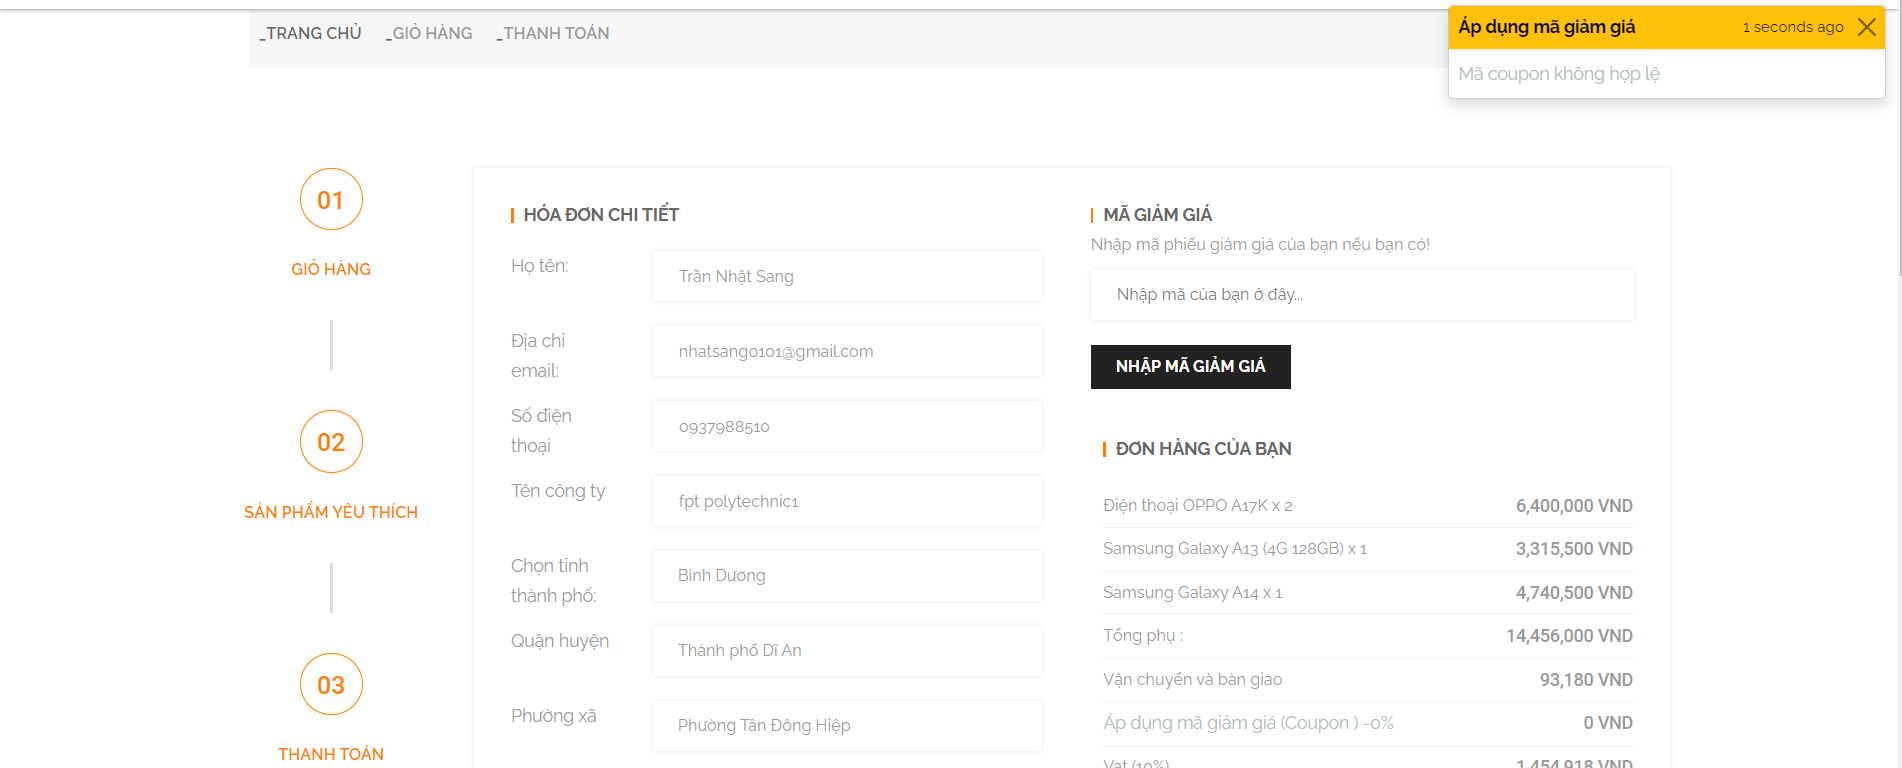 _TRANG CHỦ _GIỎ HÀNG _THANH TOÁN
Áp dụng mã giảm giá 1 seconds ago
Mã coupon không hợp lệ
01
GIỎ HÀNG
02
SẢN PHẨM YÊU THÍCH
03
THANH TOÁN
HÓA ĐƠN CHI TIẾT
Họ tên: Trần Nhật Sang
Địa chỉ
email: nhatsang0101@gmail.com
Số điện
thoại 0937988510
Tên công ty fpt polytechnic1
Chọn tỉnh
thành phố: Bình Dương
Quận huyện Thành phố Dĩ An
Phường xã Phường Tân Đông Hiệp
MÃ GIẢM GIÁ
Nhập mã phiếu giảm giá của bạn nếu bạn có!
Nhập mã của bạn ở đây...
NHẬP MÃ GIẢM GIÁ
ĐƠN HÀNG CỦA BẠN
Điện thoại OPPO A17K x 2 6,400,000 VND
Samsung Galaxy A13 (4G 128GB) x 1 3,315,500 VND
Samsung Galaxy A14 x 1 4,740,500 VND
Tổng phụ : 14,456,000 VND
Vận chuyển và bàn giao 93,180 VND
Áp dụng mã giảm giá (Coupon ) -0% 0 VND
Vat (10%) 1,454,918 VND